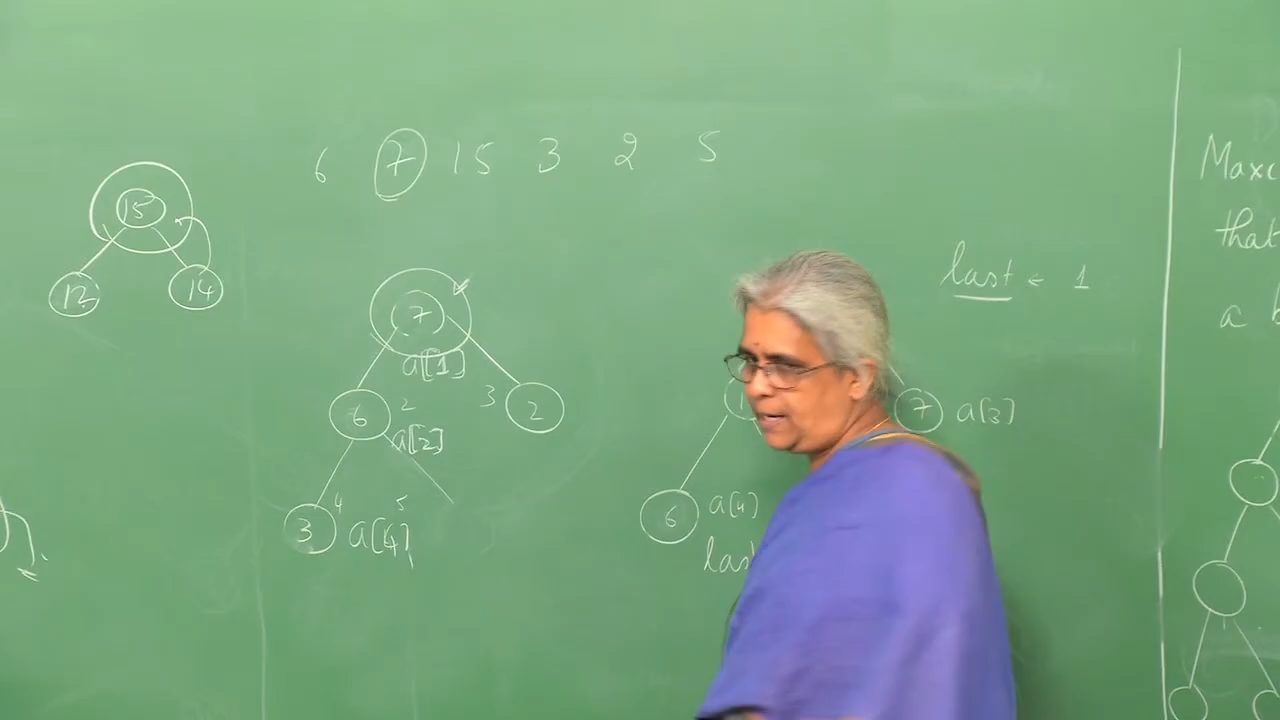 6 7 15 3 2 5
15
12 14
7
a[1]
6 2
a[2]
3 2
3 4 5
a[4]
last ← 1
7 a[3]
6 a[4]
Maxc
that
a